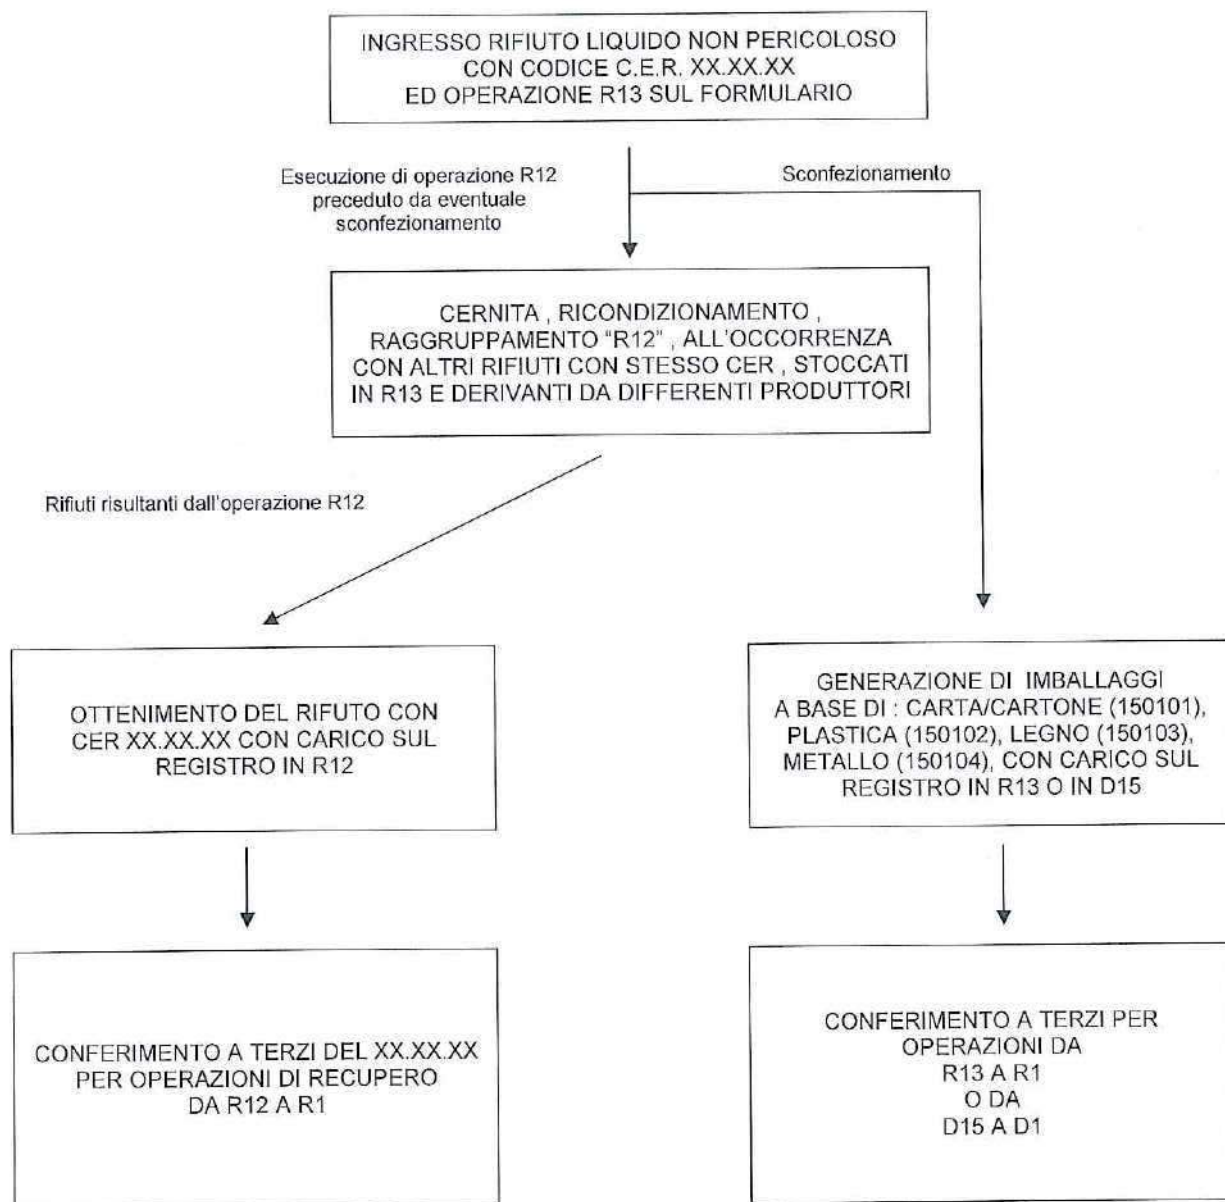 INGRESSO RIFIUTO LIQUIDO NON PERICOLOSO
CON CODICE C.E.R. XX.XX.XX
ED OPERAZIONE R13 SUL FORMULARIO
Esecuzione di operazione R12
preceduto da eventuale
sconfezionamento
Sconfezionamento
CERNITA , RICONDIZIONAMENTO ,
RAGGRUPPAMENTO “R12” , ALL'OCCORRENZA
CON ALTRI RIFIUTI CON STESSO CER , STOCCATI
IN R13 E DERIVANTI DA DIFFERENTI PRODUTTORI
Rifiuti risultanti dall'operazione R12
OTTENIMENTO DEL RIFUTO CON
CER XX.XX.XX CON CARICO SUL
REGISTRO IN R12
GENERAZIONE DI IMBALLAGGI
A BASE DI : CARTA/CARTONE (150101),
PLASTICA (150102), LEGNO (150103),
METALLO (150104), CON CARICO SUL
REGISTRO IN R13 O IN D15
CONFERIMENTO A TERZI DEL XX.XX.XX
PER OPERAZIONI DI RECUPERO
DA R12 A R1
CONFERIMENTO A TERZI PER
OPERAZIONI DA
R13 A R1
O DA
D15 A D1